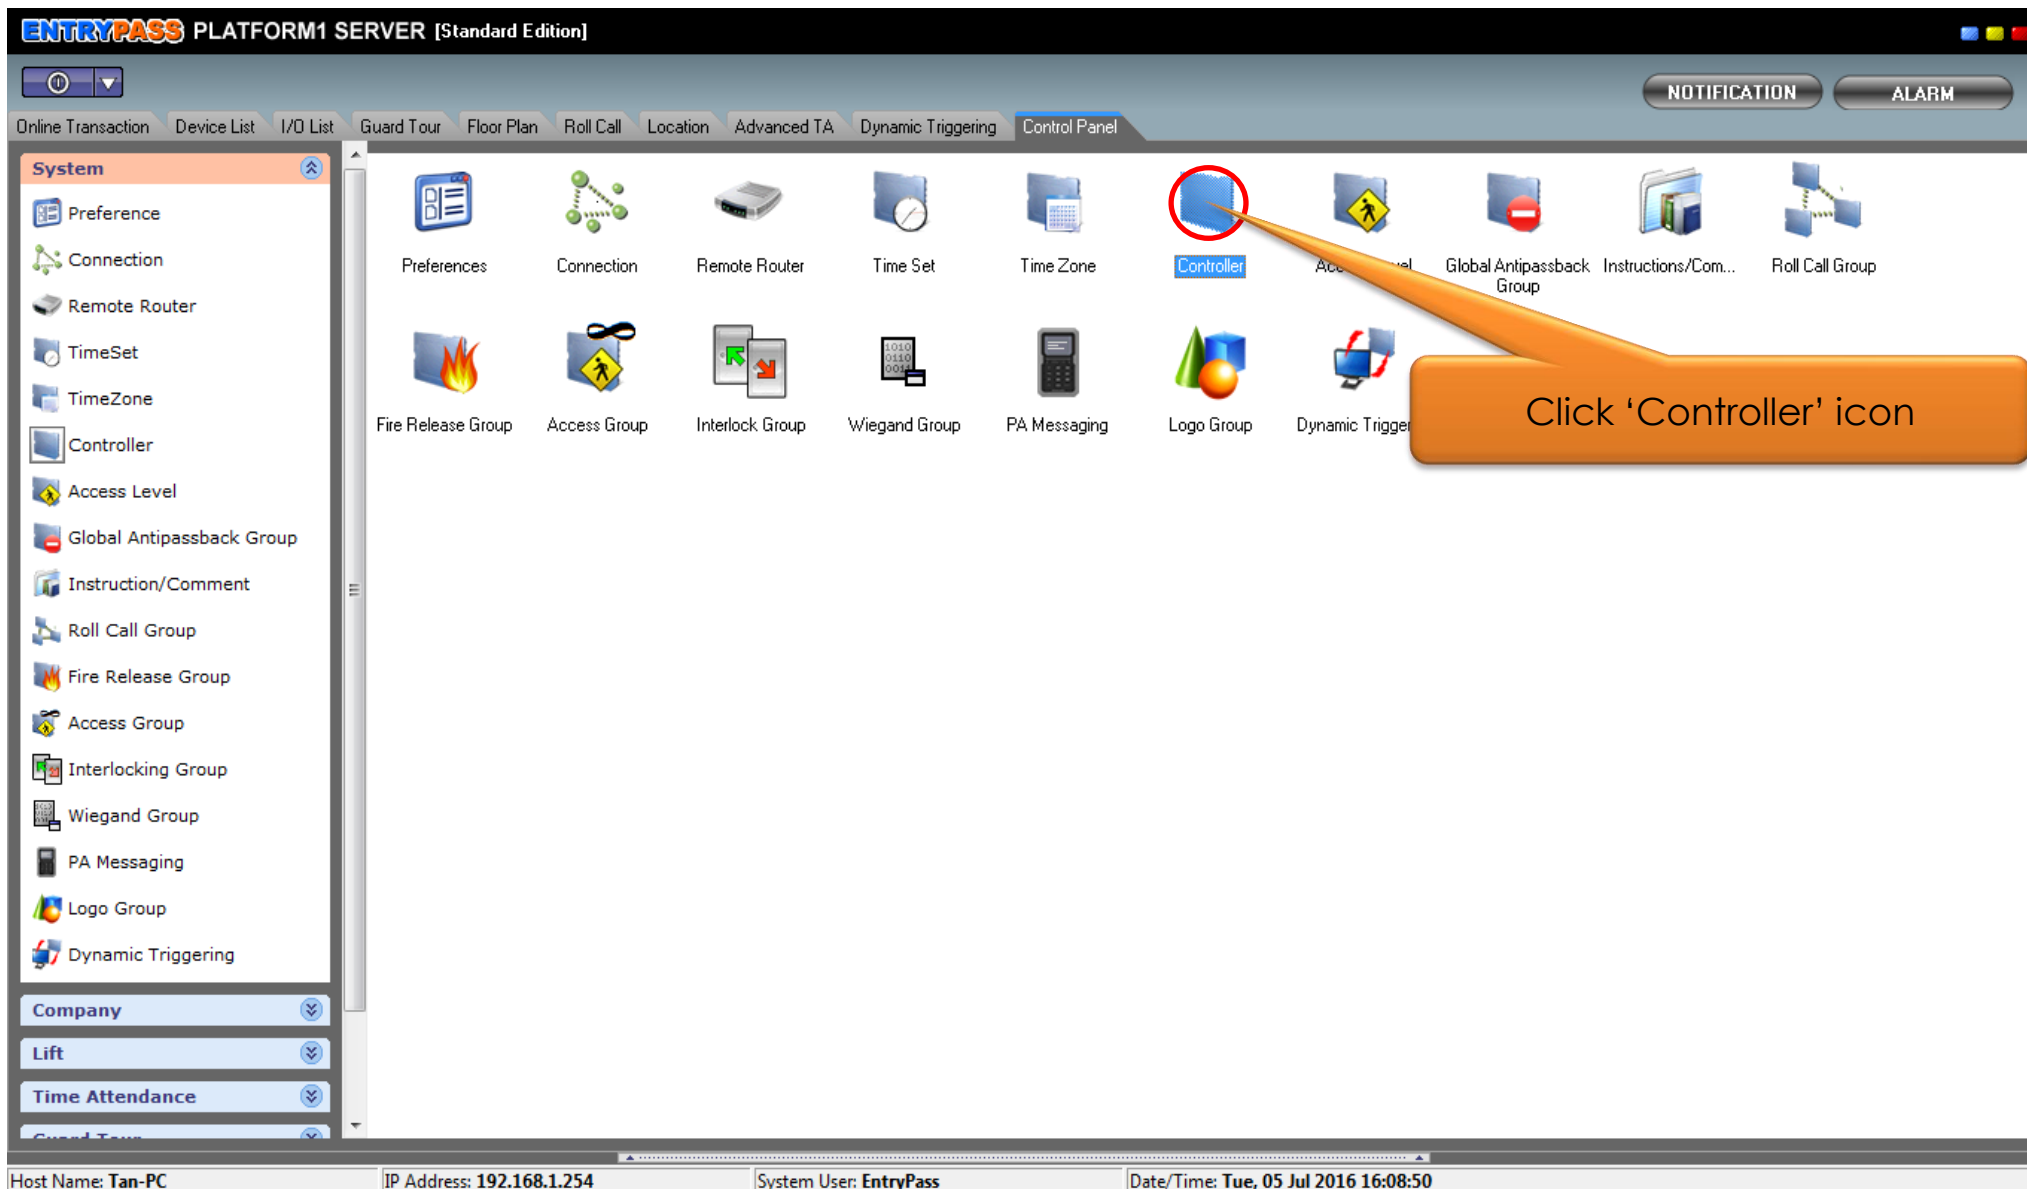 ENTRYPASS PLATFORM1 SERVER [Standard Edition]
NOTIFICATION ALARM
Online Transaction Device List I/O List Guard Tour Floor Plan Roll Call Location Advanced TA Dynamic Triggering Control Panel
System
Preference
Connection
Remote Router
TimeSet
TimeZone
Controller
Access Level
Global Antipassback Group
Instruction/Comment
Roll Call Group
Fire Release Group
Access Group
Interlocking Group
Wiegand Group
PA Messaging
Logo Group
Dynamic Triggering
Company
Lift
Time Attendance
Preferences Connection Remote Router Time Set Time Zone Controller Global Antipassback Instructions/Com... Roll Call Group
Group
Fire Release Group Access Group Interlock Group Wiegand Group PA Messaging Logo Group Dynamic Trigger
Click ‘Controller’ icon
Host Name: Tan-PC IP Address: 192.168.1.254 System User: EntryPass Date/Time: Tue, 05 Jul 2016 16:08:50